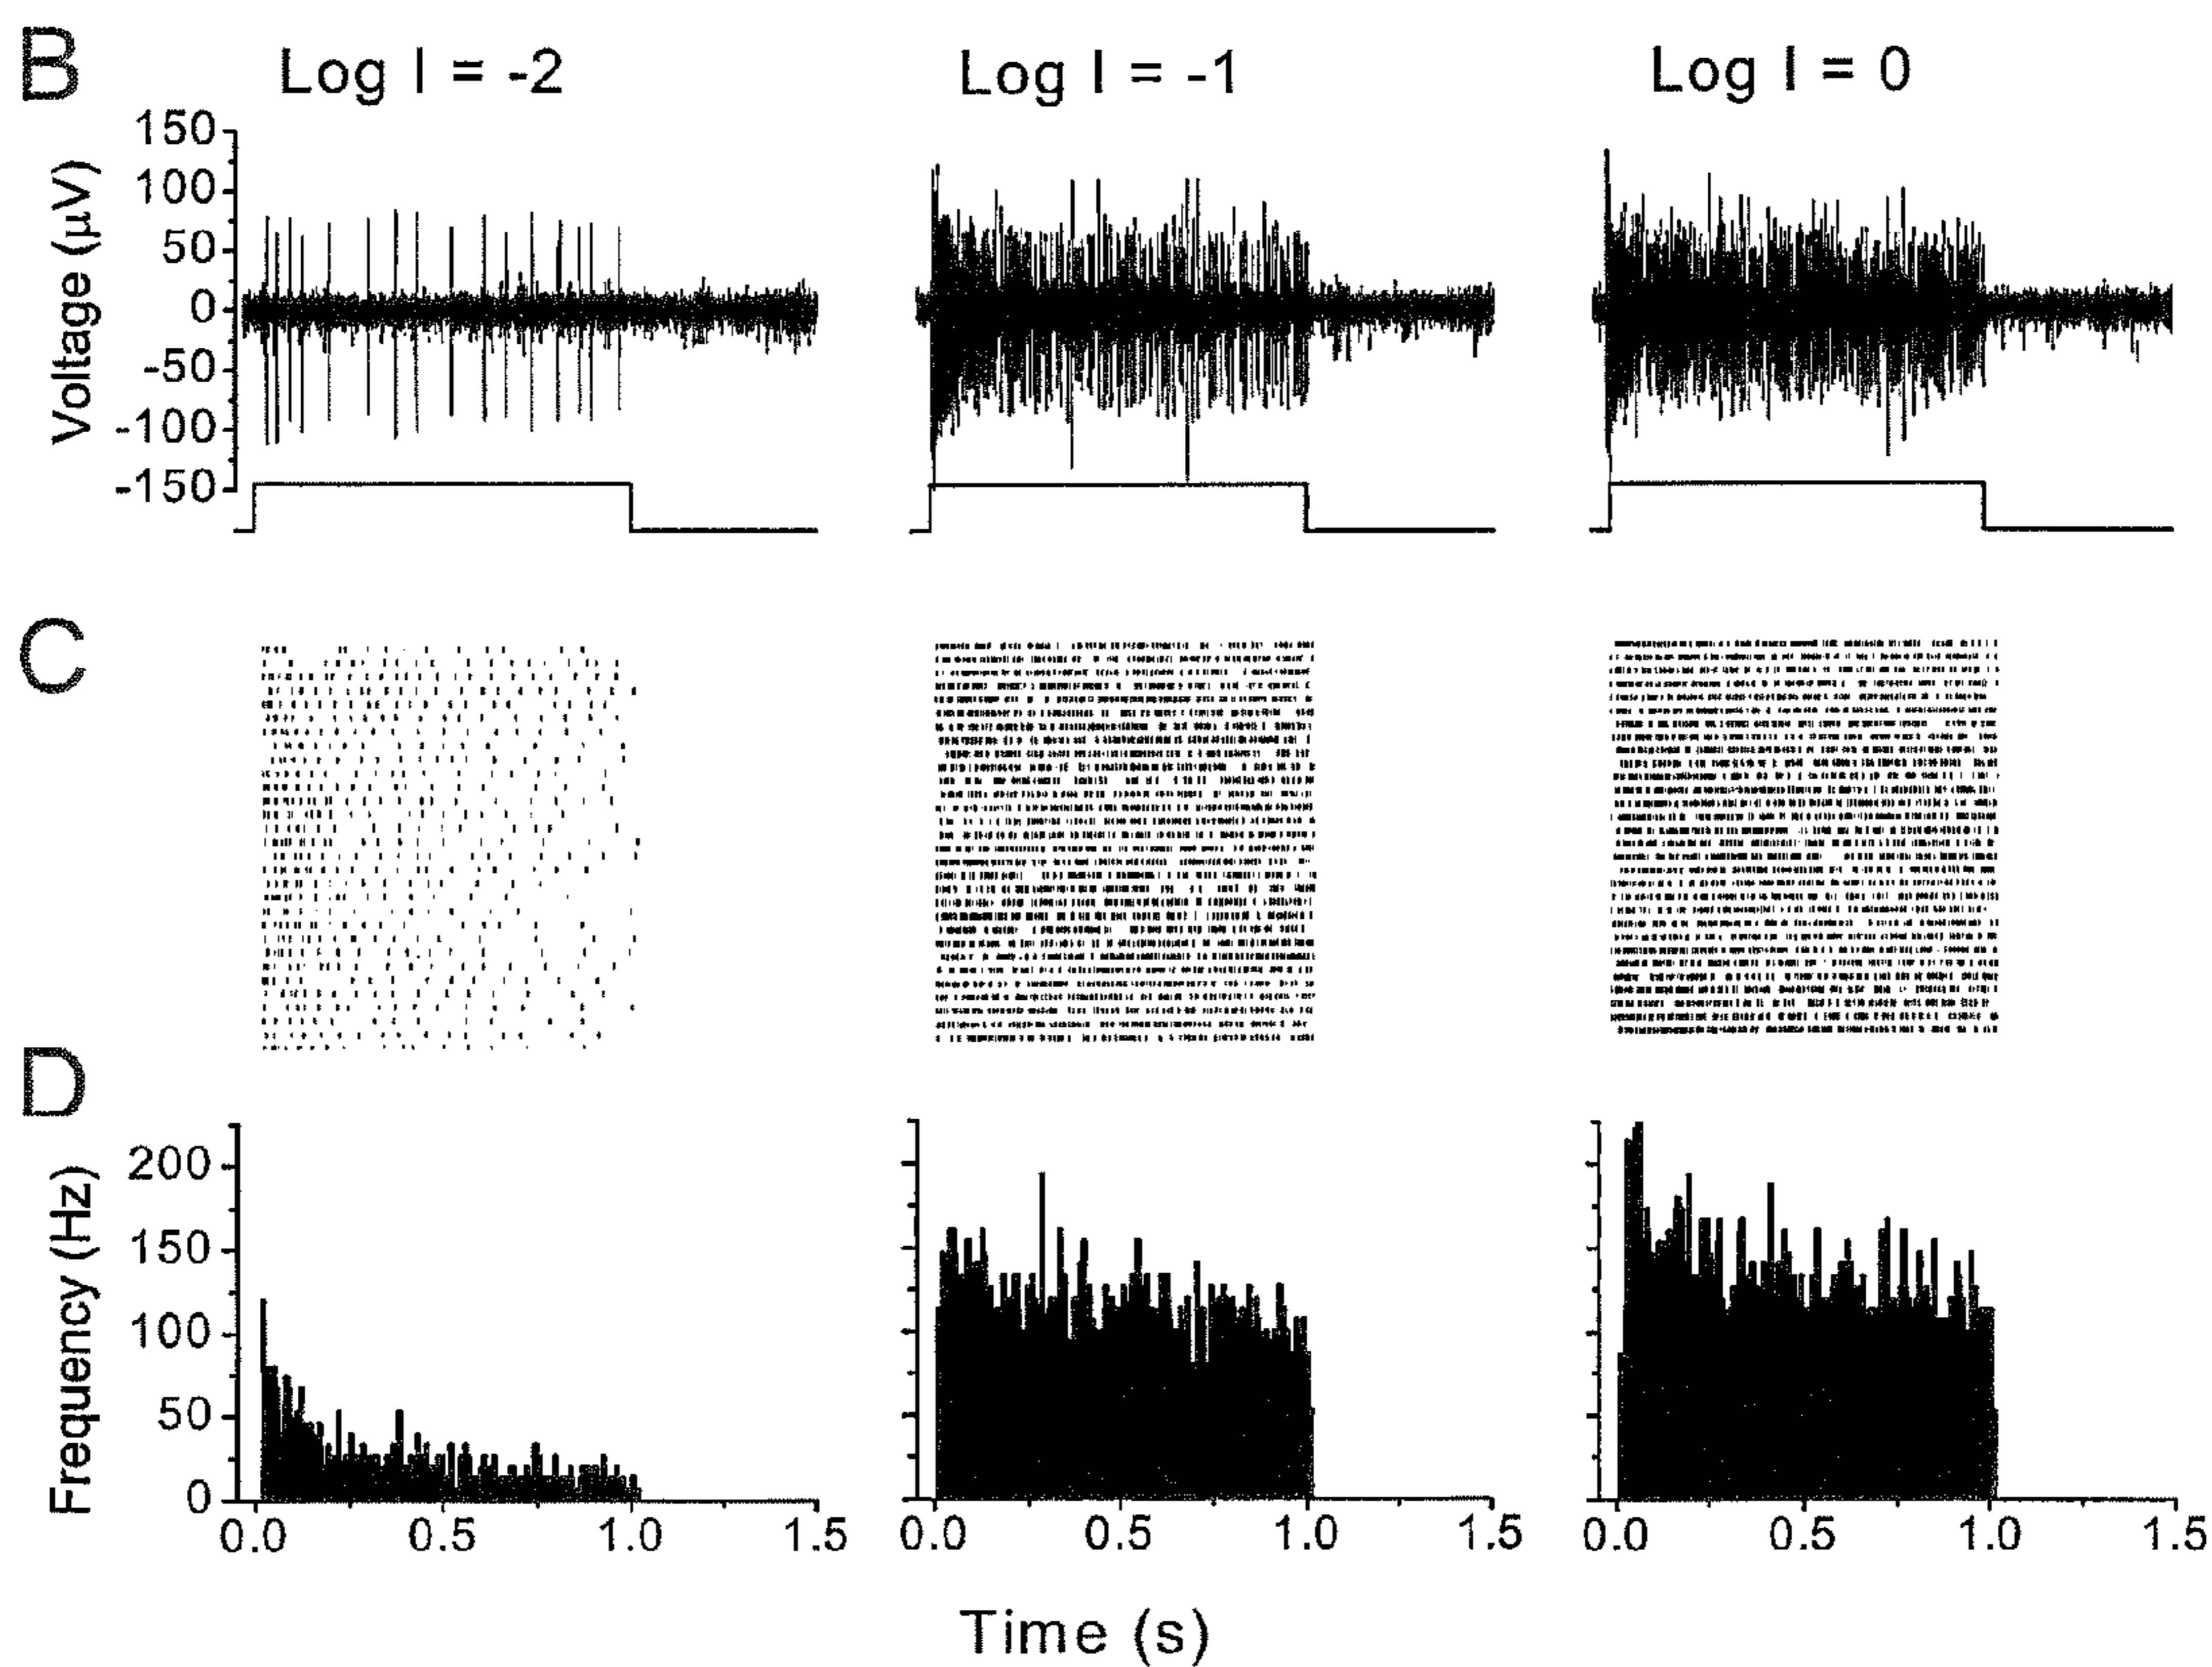 B
Log I = -2
Log I = -1
Log I = 0
Voltage (μV)
150
100
50
0
-50
-100
-150
C
D
Frequency (Hz)
200
150
100
50
0
0.0 0.5 1.0 1.5
0.0 0.5 1.0 1.5
0.0 0.5 1.0 1.5
Time (s)